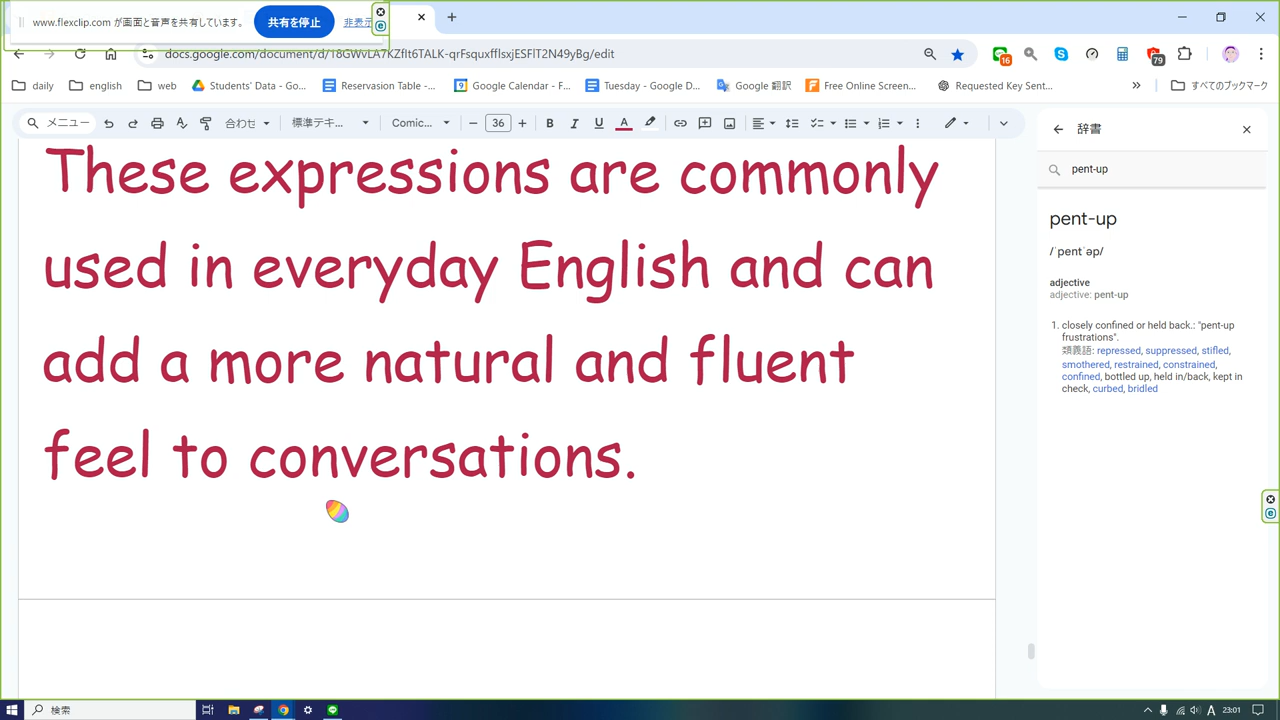 www.flexclip.com が画面と音声を共有しています。 共有を停止 非表示
docs.google.com/document/d/
bookmarks: daily english web Students' Data - Go... Reservasion Table -... Google Calendar - F... Tuesday - Google D... Google 翻訳 Free Online Screen... Requested Key Sent... » すべてのブックマーク
メニュー 合わせ 標準テキ... Comic... 36
辞書
These expressions are commonly
used in everyday English and can
add a more natural and fluent
feel to conversations.
pent-up
pent-up
/ˈpentˈəp/
adjective
adjective: pent-up
1. closely confined or held back.: "pent-up
frustrations".
類義語: repressed, suppressed, stifled,
smothered, restrained, constrained,
confined, bottled up, held in/back, kept in
check, curbed, bridled
検索
A 23:01